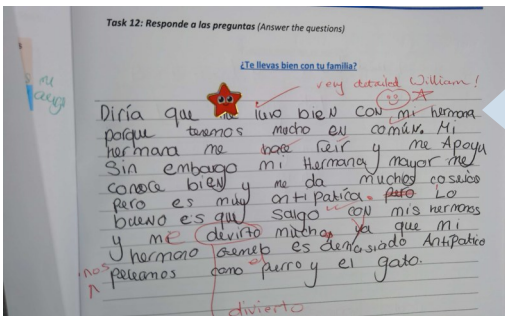 Task 12: Responde a las preguntas (Answer the questions)
¿Te llevas bien con tu familia?
very detailed William!
Diría que me llevo bien CON mi hermana
porque tenemos mucho en común. Mi
hermana me hace reir y me Apoya
Sin embargo mi Hermana mayor me
conoce bien y me da muchos
pero es muy antipatica. pero Lo
bueno es que salgo CON mis hermanos
y me devirto mucho, ya que mi
hermano es demasiado Antipatico
nos
peleamos como el perro y el gato.
divierto